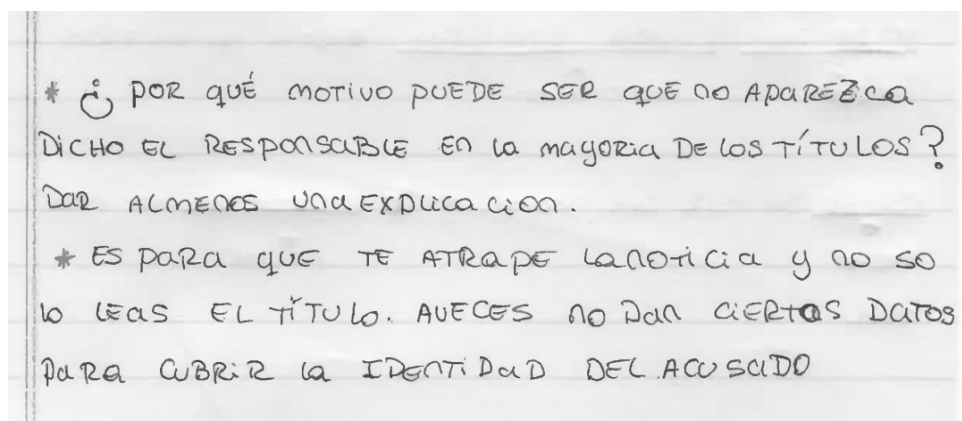 * ¿ POR QUÉ MOTIVO PUEDE SER QUE NO APAREZCA
DICHO EL RESPONSABLE EN LA MAYORIA DE LOS TÍTULOS?
DAR ALMENOS UNA EXPLICACION.
* ES PARA QUE TE ATRAPE LA NOTICIA Y NO SO
LO LEAS EL TÍTULO. AVECES NO DAN CIERTOS DATOS
PARA CUBRIR LA IDENTIDAD DEL ACUSADO